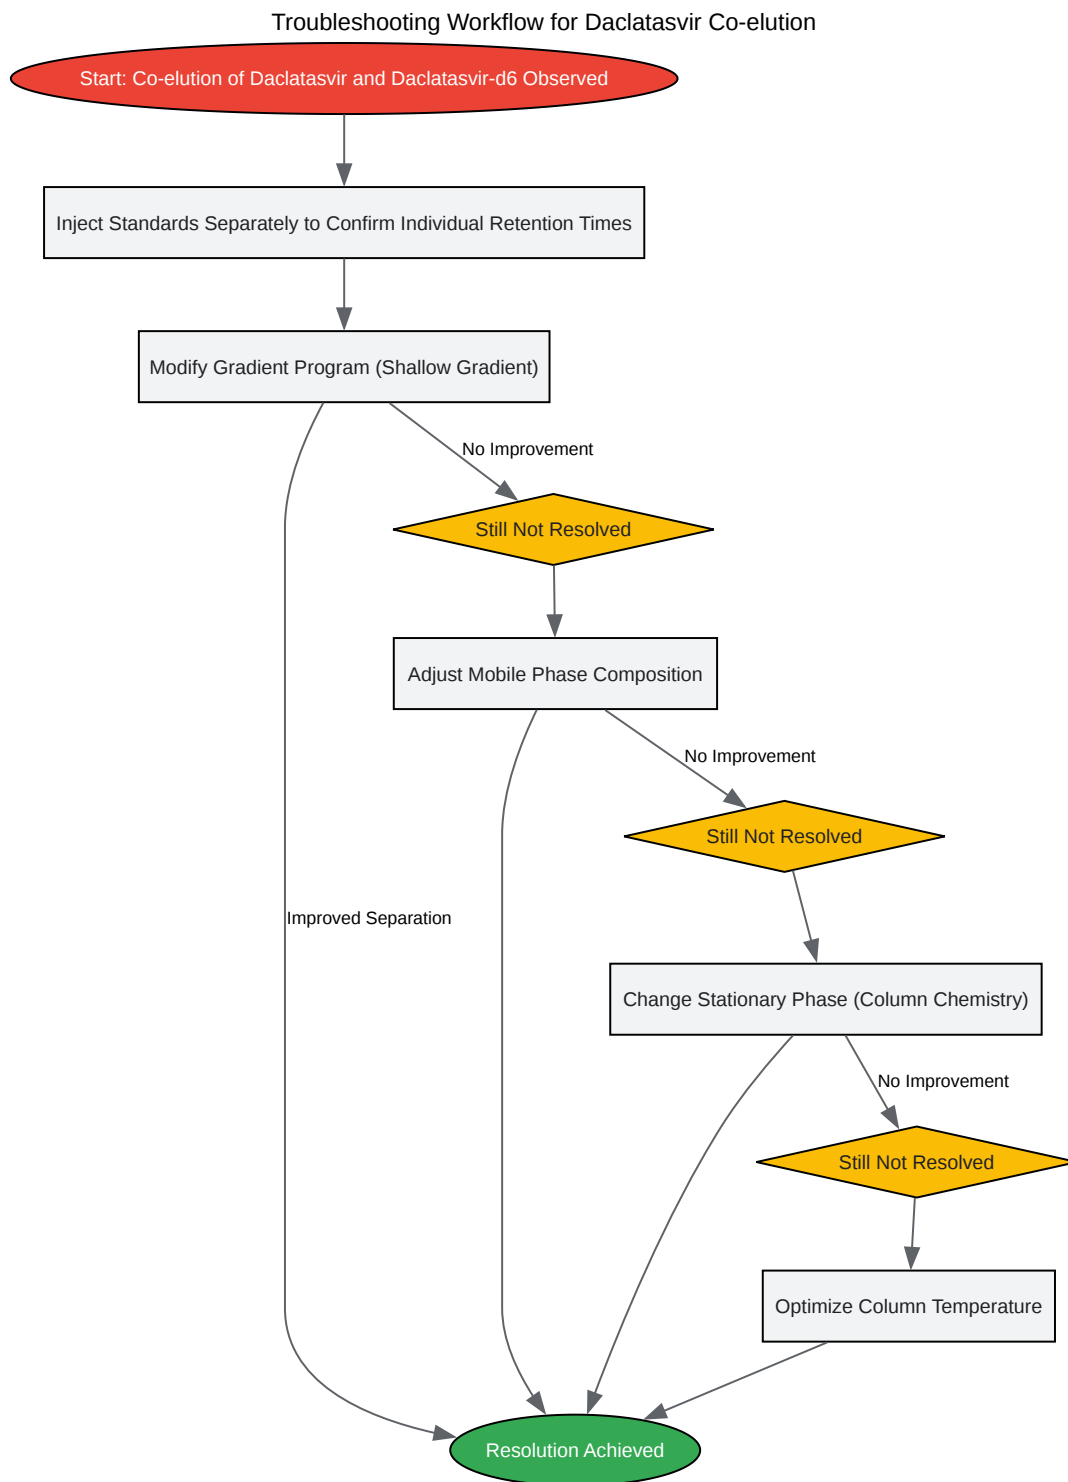 Troubleshooting Workflow for Daclatasvir Co-elution
Start: Co-elution of Daclatasvir and Daclatasvir-d6 Observed
Inject Standards Separately to Confirm Individual Retention Times
Modify Gradient Program (Shallow Gradient)
No Improvement
Still Not Resolved
Adjust Mobile Phase Composition
No Improvement
Still Not Resolved
Improved Separation
Change Stationary Phase (Column Chemistry)
No Improvement
Still Not Resolved
Optimize Column Temperature
Resolution Achieved